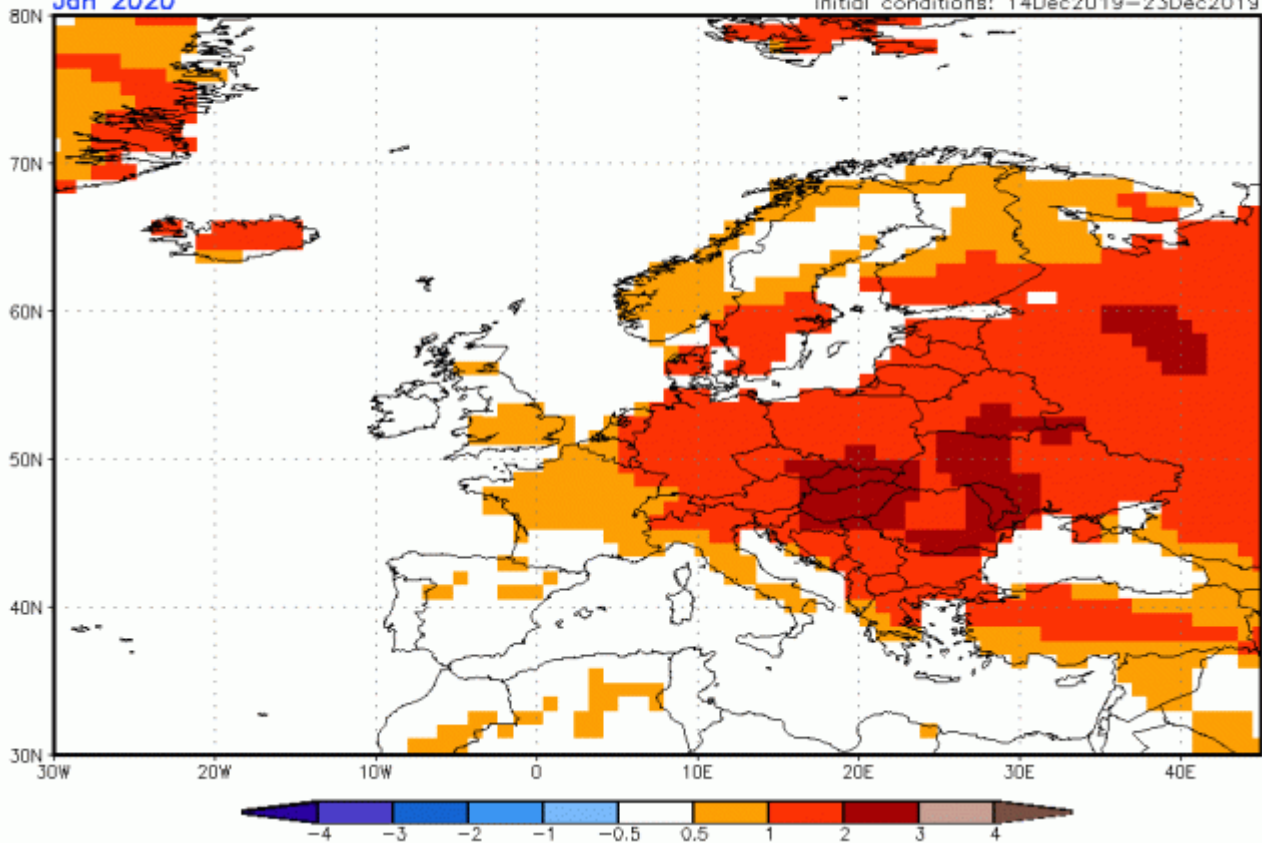 Jan 2020
Initial conditions: 14Dec2019-23Dec2019
80N
70N
60N
50N
40N
30N
30W 20W 10W 0 10E 20E 30E 40E
-4 -3 -2 -1 -0.5 0.5 1 2 3 4